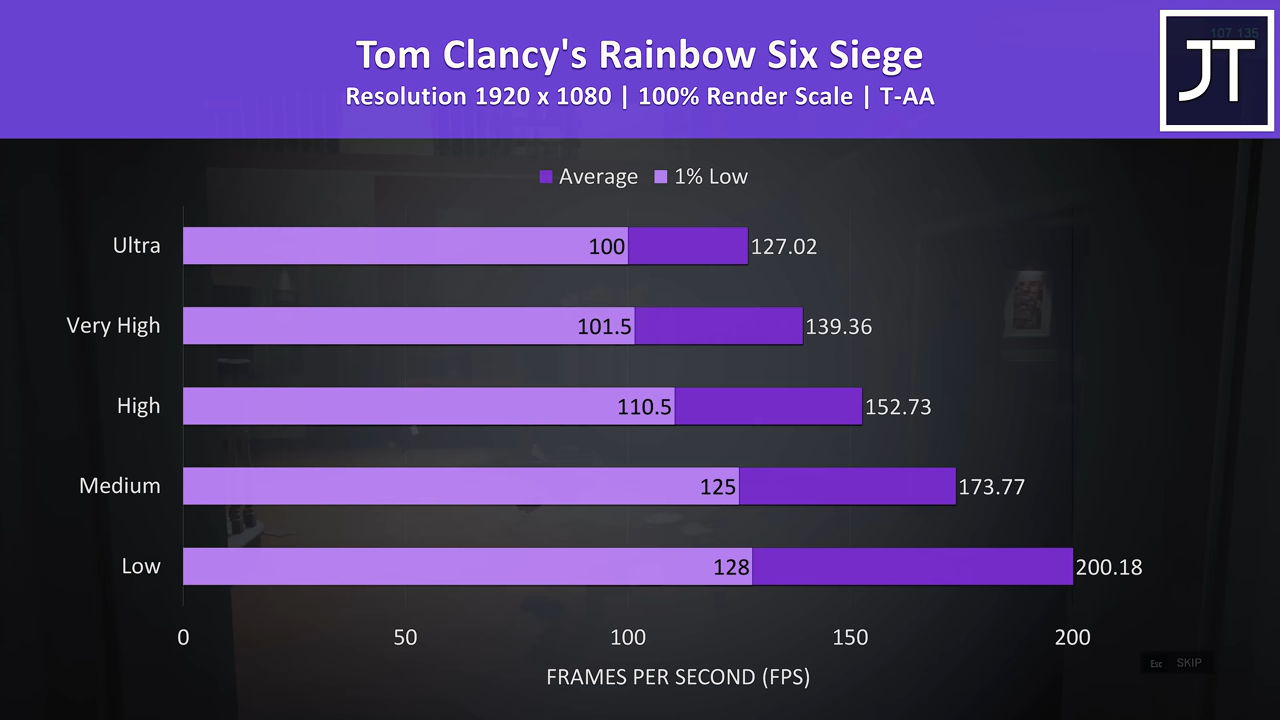 Tom Clancy's Rainbow Six Siege
Resolution 1920 x 1080 | 100% Render Scale | T-AA
107 135
JT
Average 1% Low
Ultra 100 127.02
Very High 101.5 139.36
High 110.5 152.73
Medium 125 173.77
Low 128 200.18
0 50 100 150 200
Esc SKIP
FRAMES PER SECOND (FPS)